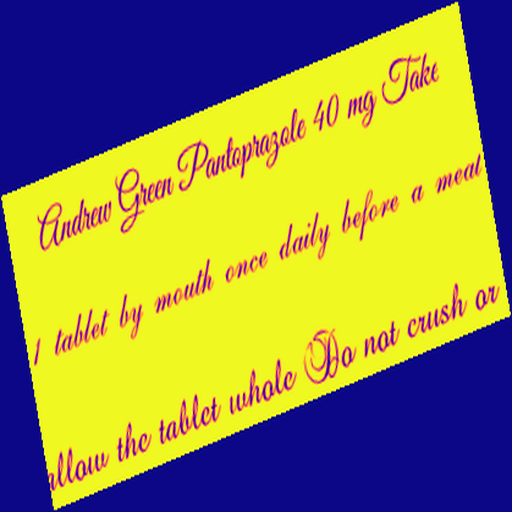 Andrew Green Pantoprazole 40 mg Take
1 tablet by mouth once daily before a meal
the tablet whole Do not crush or